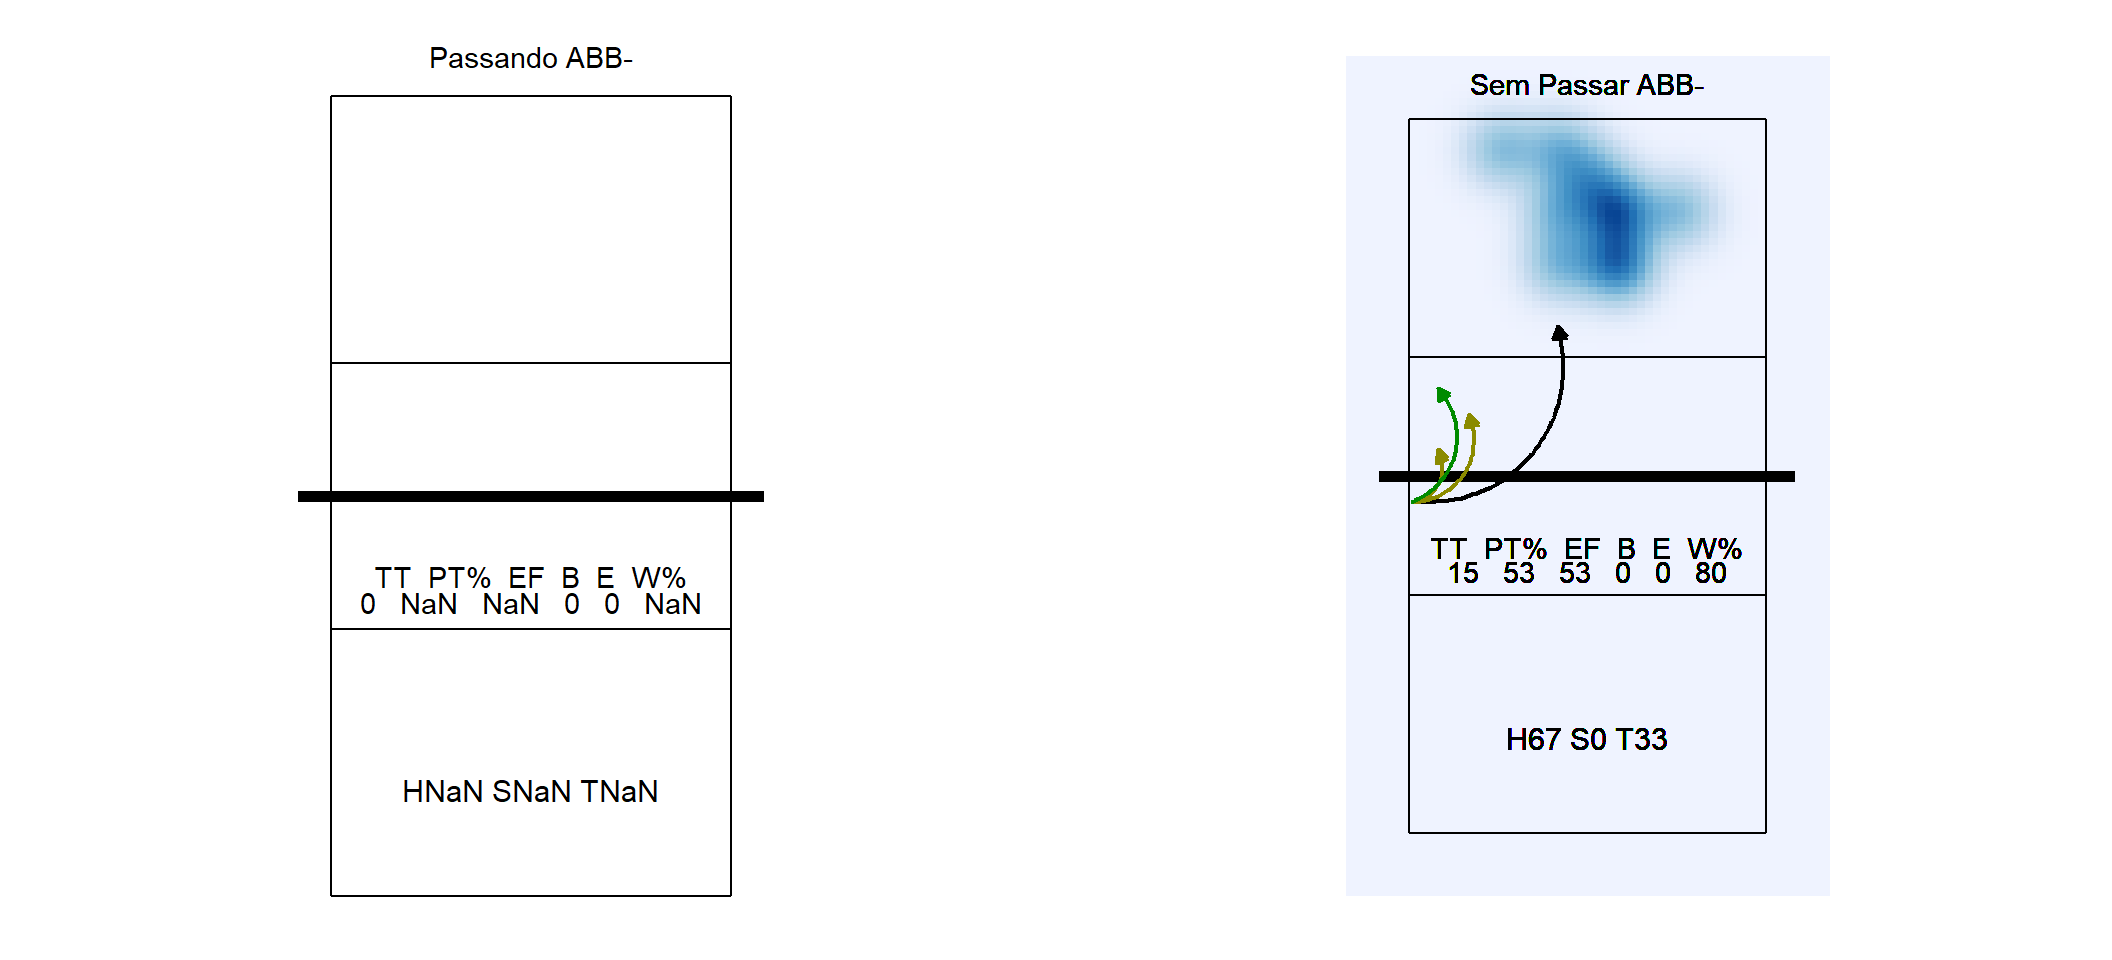 Passando ABB-
TT PT% EF B E W%
0 NaN NaN 0 0 NaN
HNaN SNaN TNaN
Sem Passar ABB-
TT PT% EF B E W%
15 53 53 0 0 80
H67 S0 T33